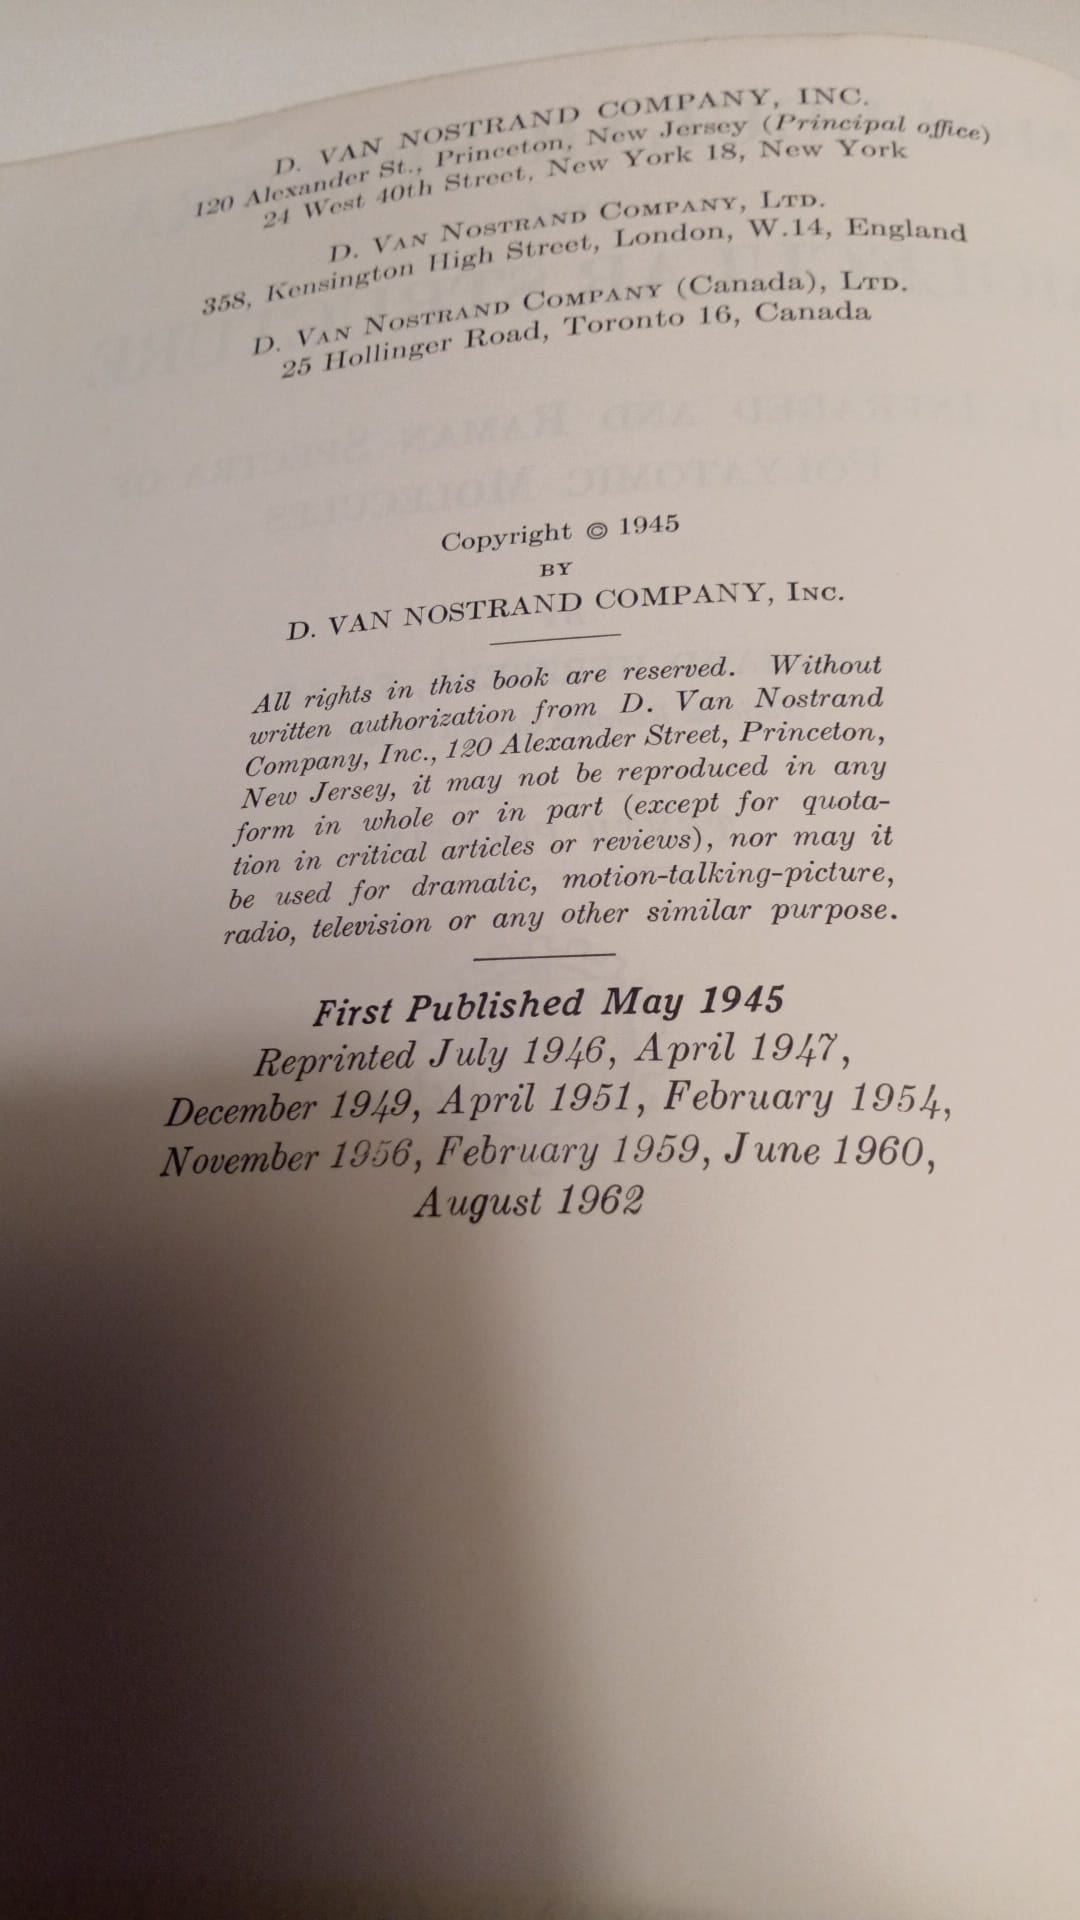 D. VAN NOSTRAND COMPANY, INC.
120 Alexander St., Princeton, New Jersey (Principal office)
24 West 40th Street, New York 18, New York
D. VAN NOSTRAND COMPANY, LTD.
358, Kensington High Street, London, W.14, England
D. VAN NOSTRAND COMPANY (Canada), LTD.
25 Hollinger Road, Toronto 16, Canada
INFRARED AND RAMAN SPECTRA OF
POLYATOMIC MOLECULES
Copyright © 1945
BY
D. VAN NOSTRAND COMPANY, INC.
All rights in this book are reserved. Without
written authorization from D. Van Nostrand
Company, Inc., 120 Alexander Street, Princeton,
New Jersey, it may not be reproduced in any
form in whole or in part (except for quota-
tion in critical articles or reviews), nor may it
be used for dramatic, motion-talking-picture,
radio, television or any other similar purpose.
First Published May 1945
Reprinted July 1946, April 1947,
December 1949, April 1951, February 1954,
November 1956, February 1959, June 1960,
August 1962